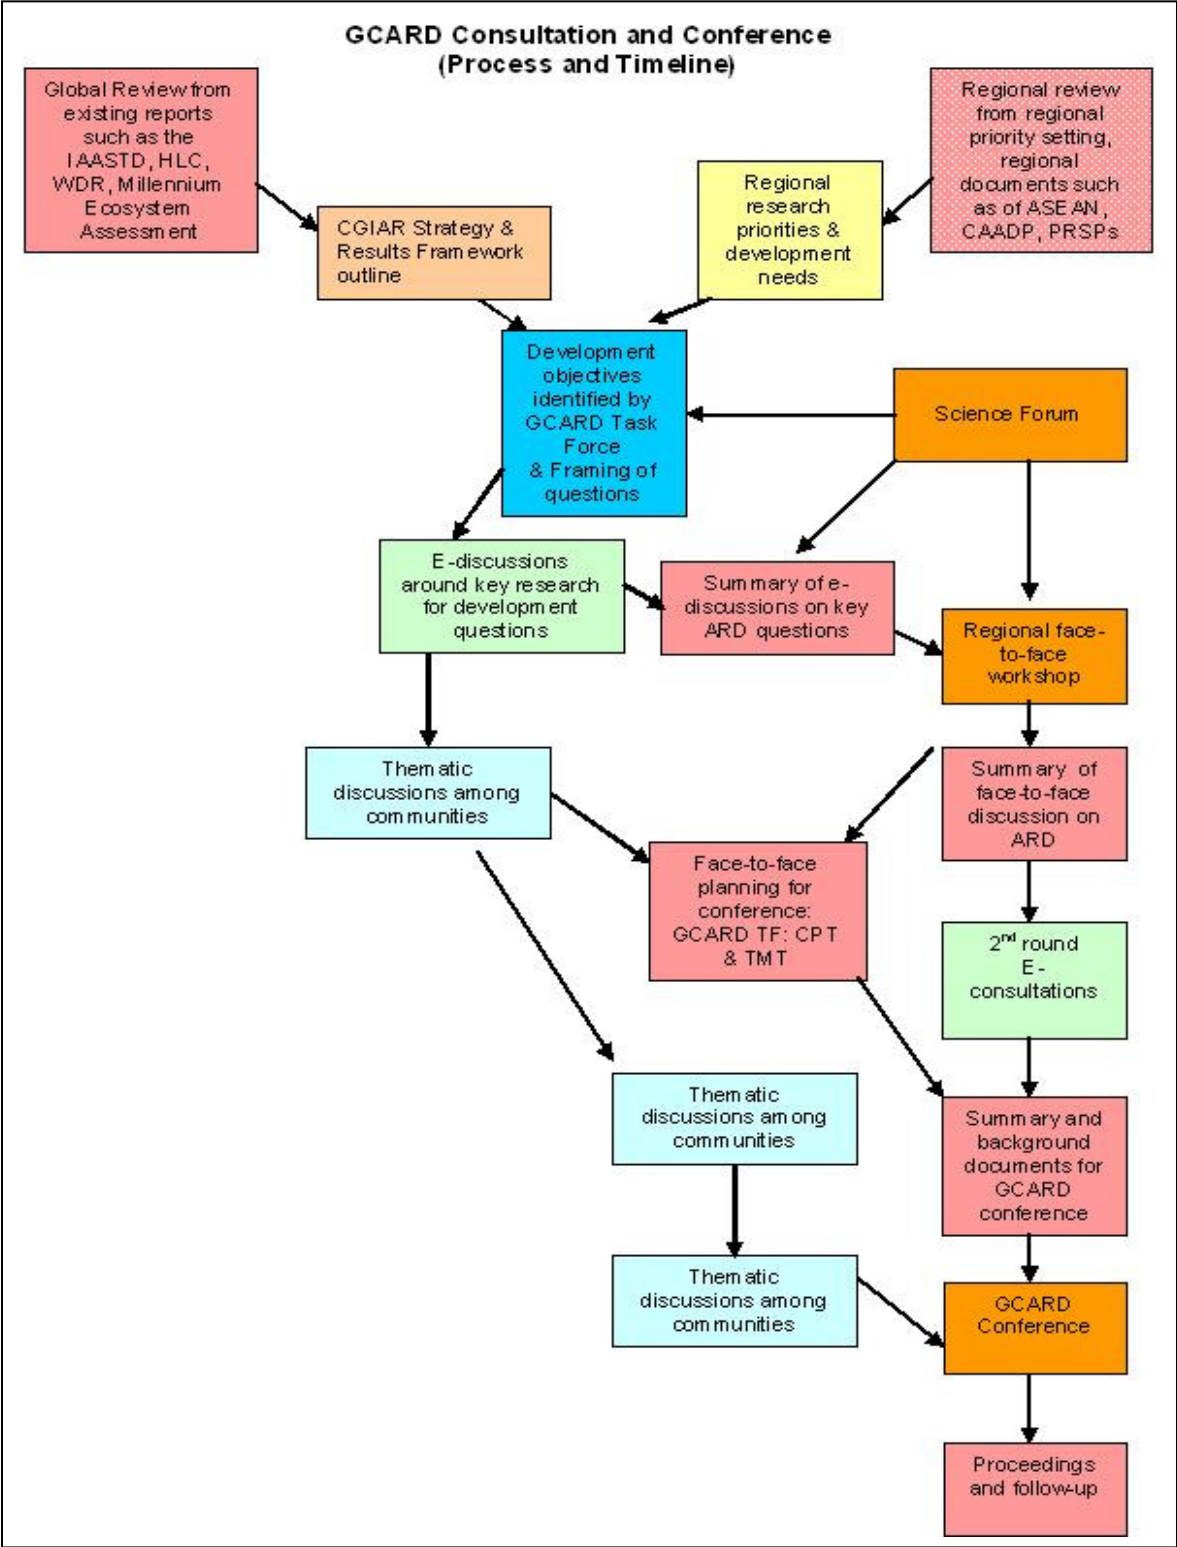 GCARD Consultation and Conference
(Process and Timeline)
Global Review from
existing reports
such as the
IAASTD, HLC,
WDR, Millennium
Ecosystem
Assessment
Regional review
from regional
priority setting,
regional
documents such
as of ASEAN,
CAADP, PRSPs
CGIAR Strategy &
Results Framework
outline
Regional
research
priorities &
development
needs
Development
objectives
identified by
GCARD Task
Force
& Framing of
questions
Science Forum
E-discussions
around key research
for development
questions
Summary of e-
discussions on key
ARD questions
Regional face-
to-face
workshop
Thematic
discussions among
communities
Summary of
face-to-face
discussion on
ARD
Face-to-face
planning for
conference:
GCARD TF: CPT
& TMT
2nd round
E-
consultations
Thematic
discussions among
communities
Summary and
background
documents for
GCARD
conference
Thematic
discussions among
communities
GCARD
Conference
Proceedings
and follow-up